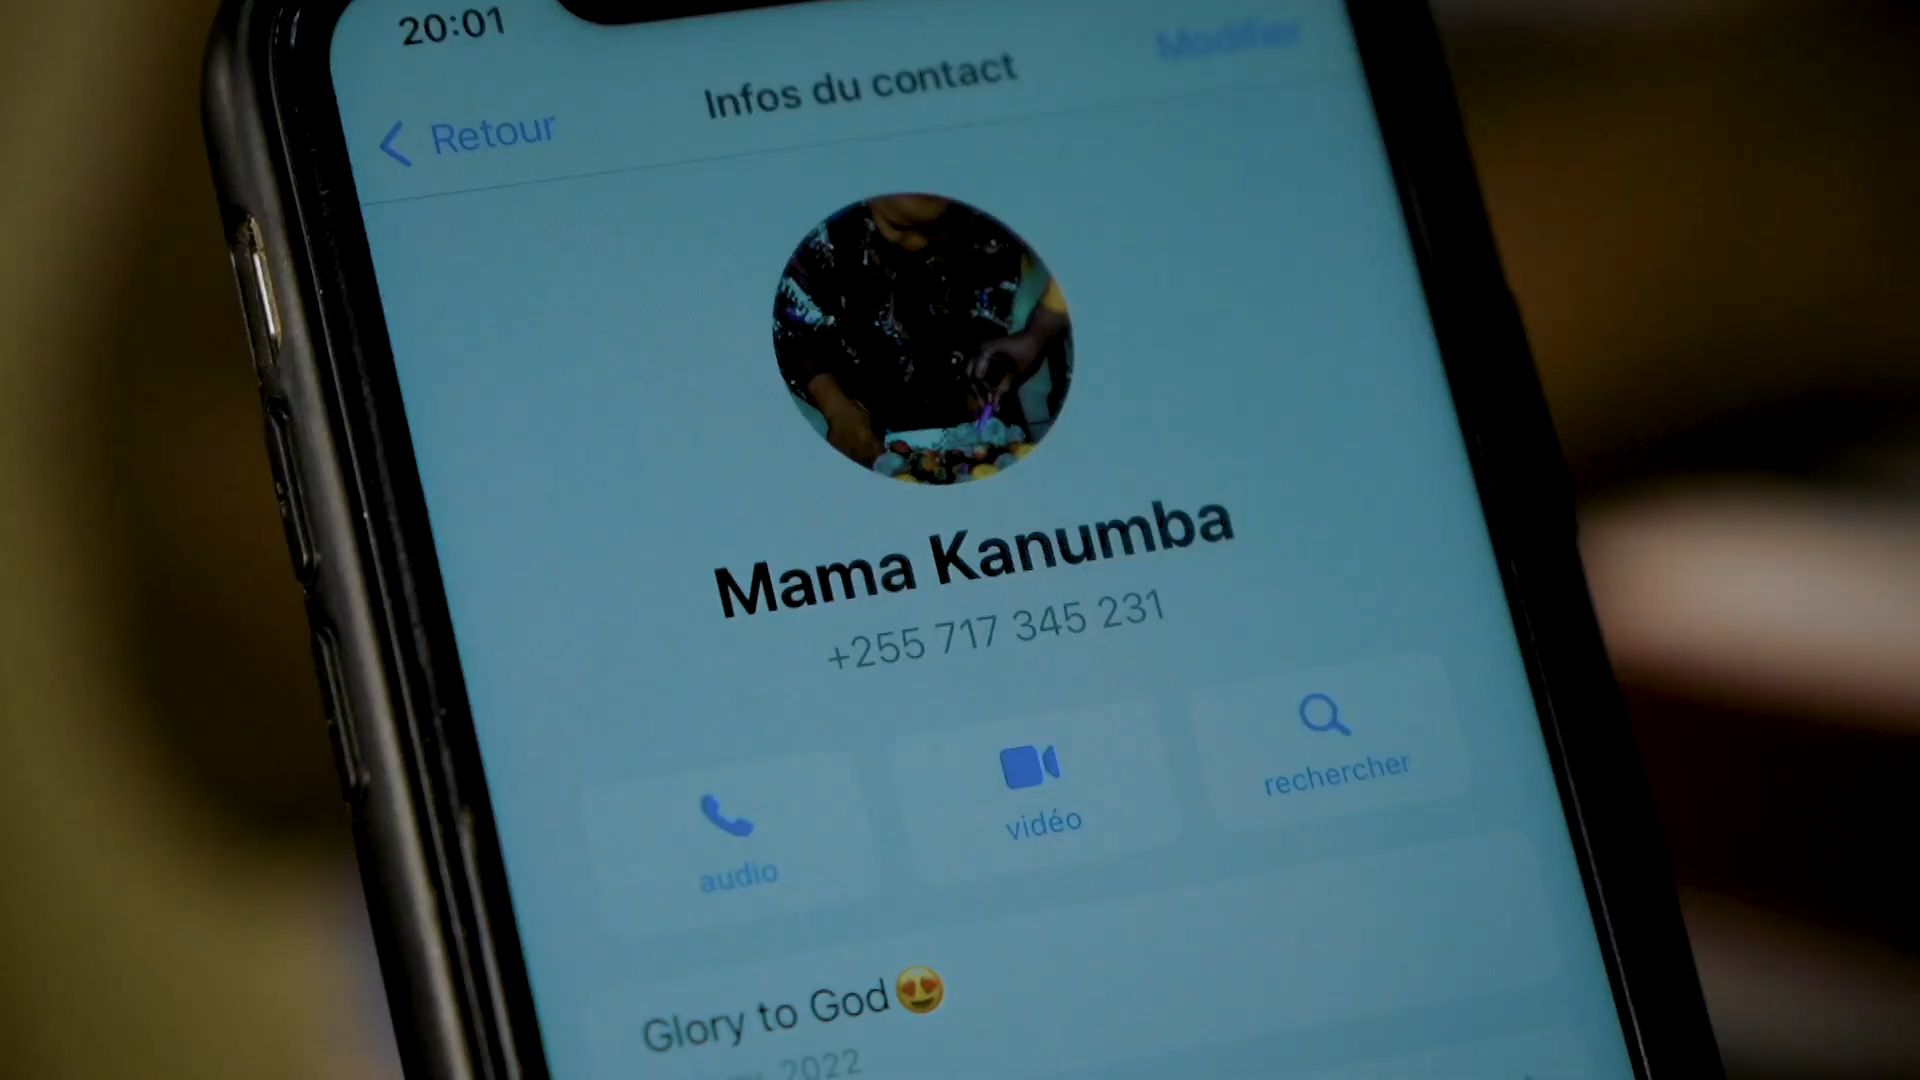 20:01
Modifier
Infos du contact
Retour
Mama Kanumba
+255 717 345 231
audio
vidéo
rechercher
Glory to God😍
2022